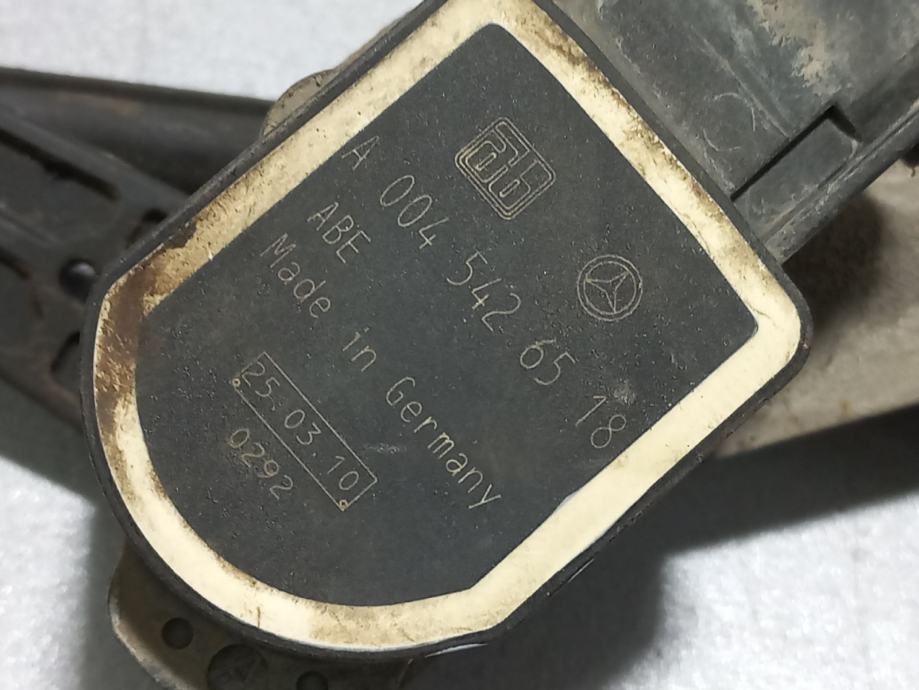 A 004 542 65 18
ABE
Made in Germany
25.03.10
0292